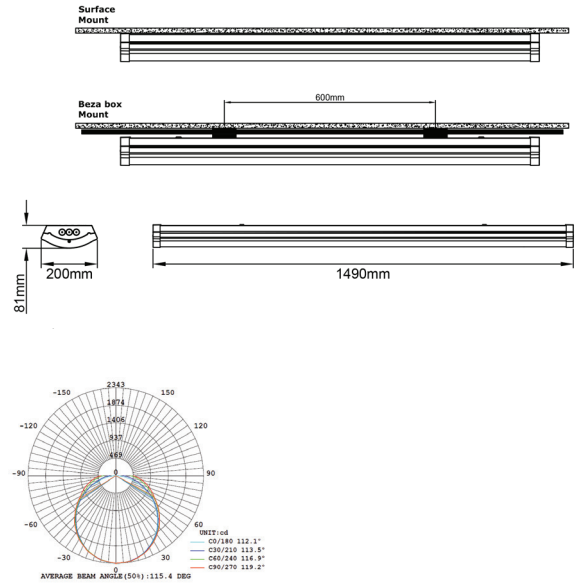 Surface
Mount
600mm
Beza box
Mount
81mm
200mm
1490mm
2343
-150
150
1874
-120
1406
120
937
469
-90
0
90
-60
60
UNIT:cd
C0/180 112.1°
-30
30
C30/210 113.5°
C60/240 116.9°
0
C90/270 119.2°
AVERAGE BEAM ANGLE(50%):115.4 DEG